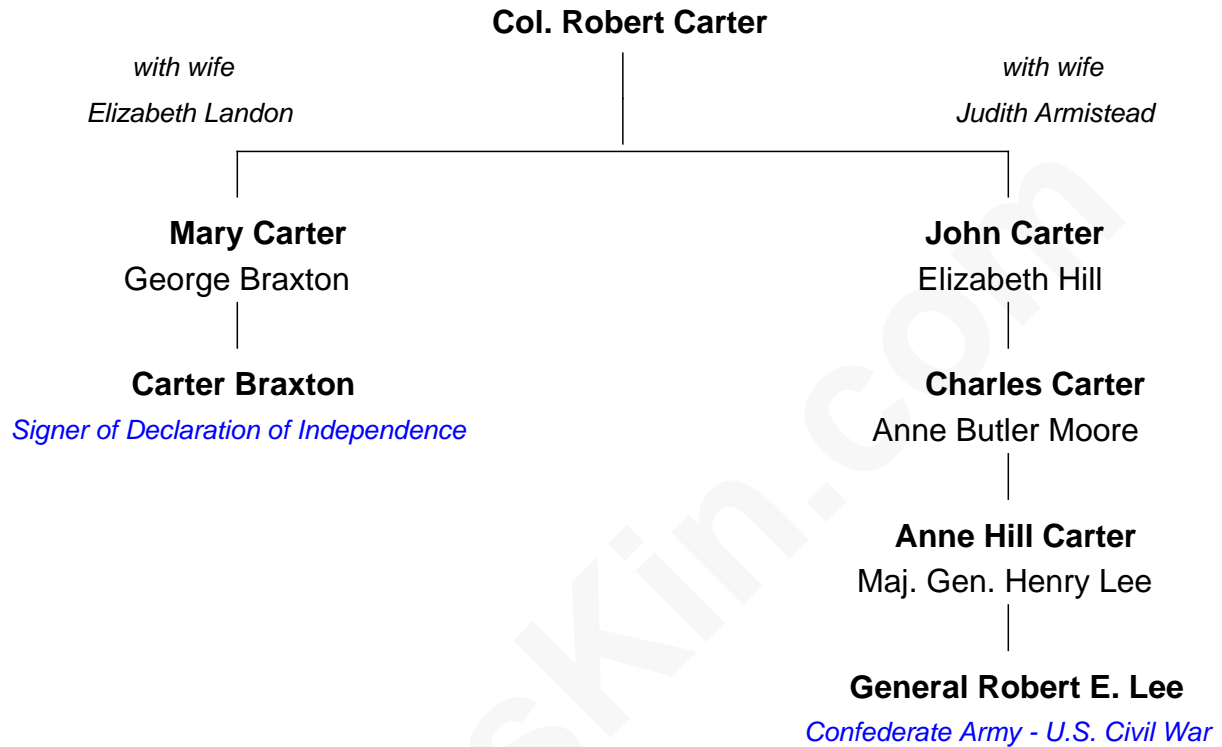 Col. Robert Carter
with wife
Elizabeth Landon
with wife
Judith Armistead
Mary Carter
George Braxton
John Carter
Elizabeth Hill
Carter Braxton
Signer of Declaration of Independence
Charles Carter
Anne Butler Moore
Anne Hill Carter
Maj. Gen. Henry Lee
General Robert E. Lee
Confederate Army - U.S. Civil War
sKin.com